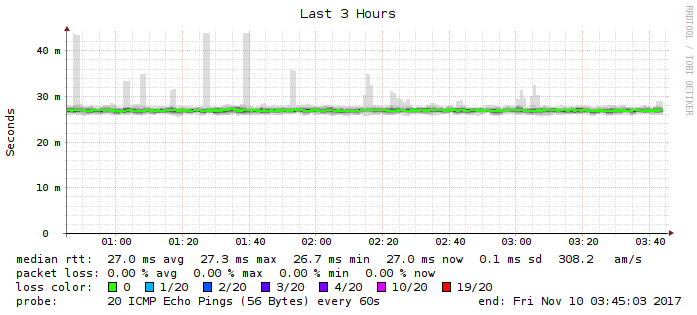 Last 3 Hours
RRDTOOL / TOBI OETIKER
Seconds
40 m
30 m
20 m
10 m
0
01:00 01:20 01:40 02:00 02:20 02:40 03:00 03:20 03:40
median rtt: 27.0 ms avg 27.3 ms max 26.7 ms min 27.0 ms now 0.1 ms sd 308.2 am/s
packet loss: 0.00 % avg 0.00 % max 0.00 % min 0.00 % now
loss color: 0 1/20 2/20 3/20 4/20 10/20 19/20
probe: 20 ICMP Echo Pings (56 Bytes) every 60s end: Fri Nov 10 03:45:03 2017